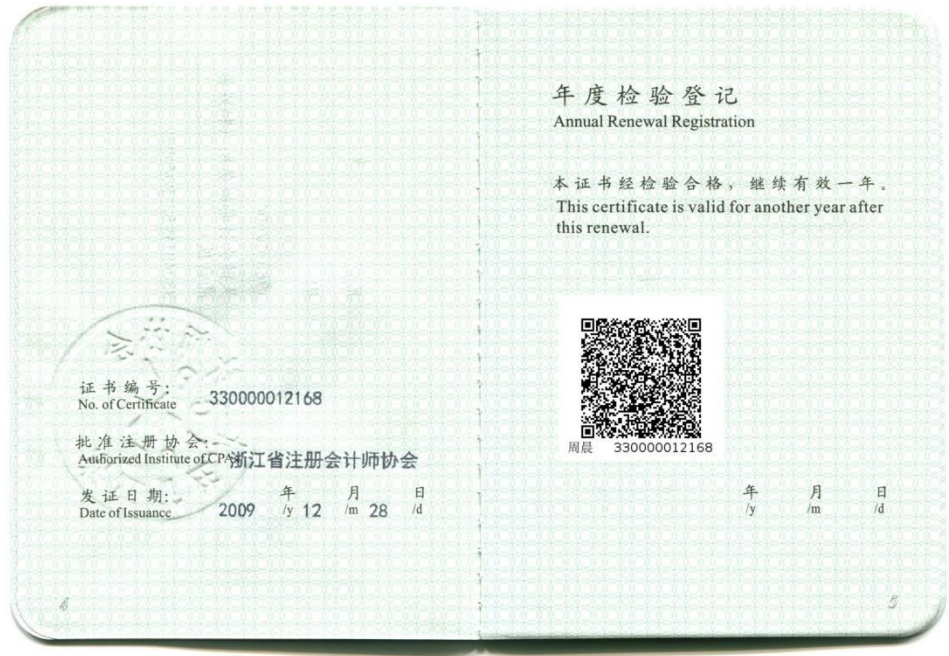 证书编号:
No. of Certificate
330000012168
批准注册协会:
Authorized Institute of CPAs
浙江省注册会计师协会
发证日期:
Date of Issuance
2009 年 /y 12 月 /m 28 日 /d
4
年度检验登记
Annual Renewal Registration
本证书经检验合格，继续有效一年。
This certificate is valid for another year after
this renewal.
周晨 330000012168
年 月 日
/y /m /d
5